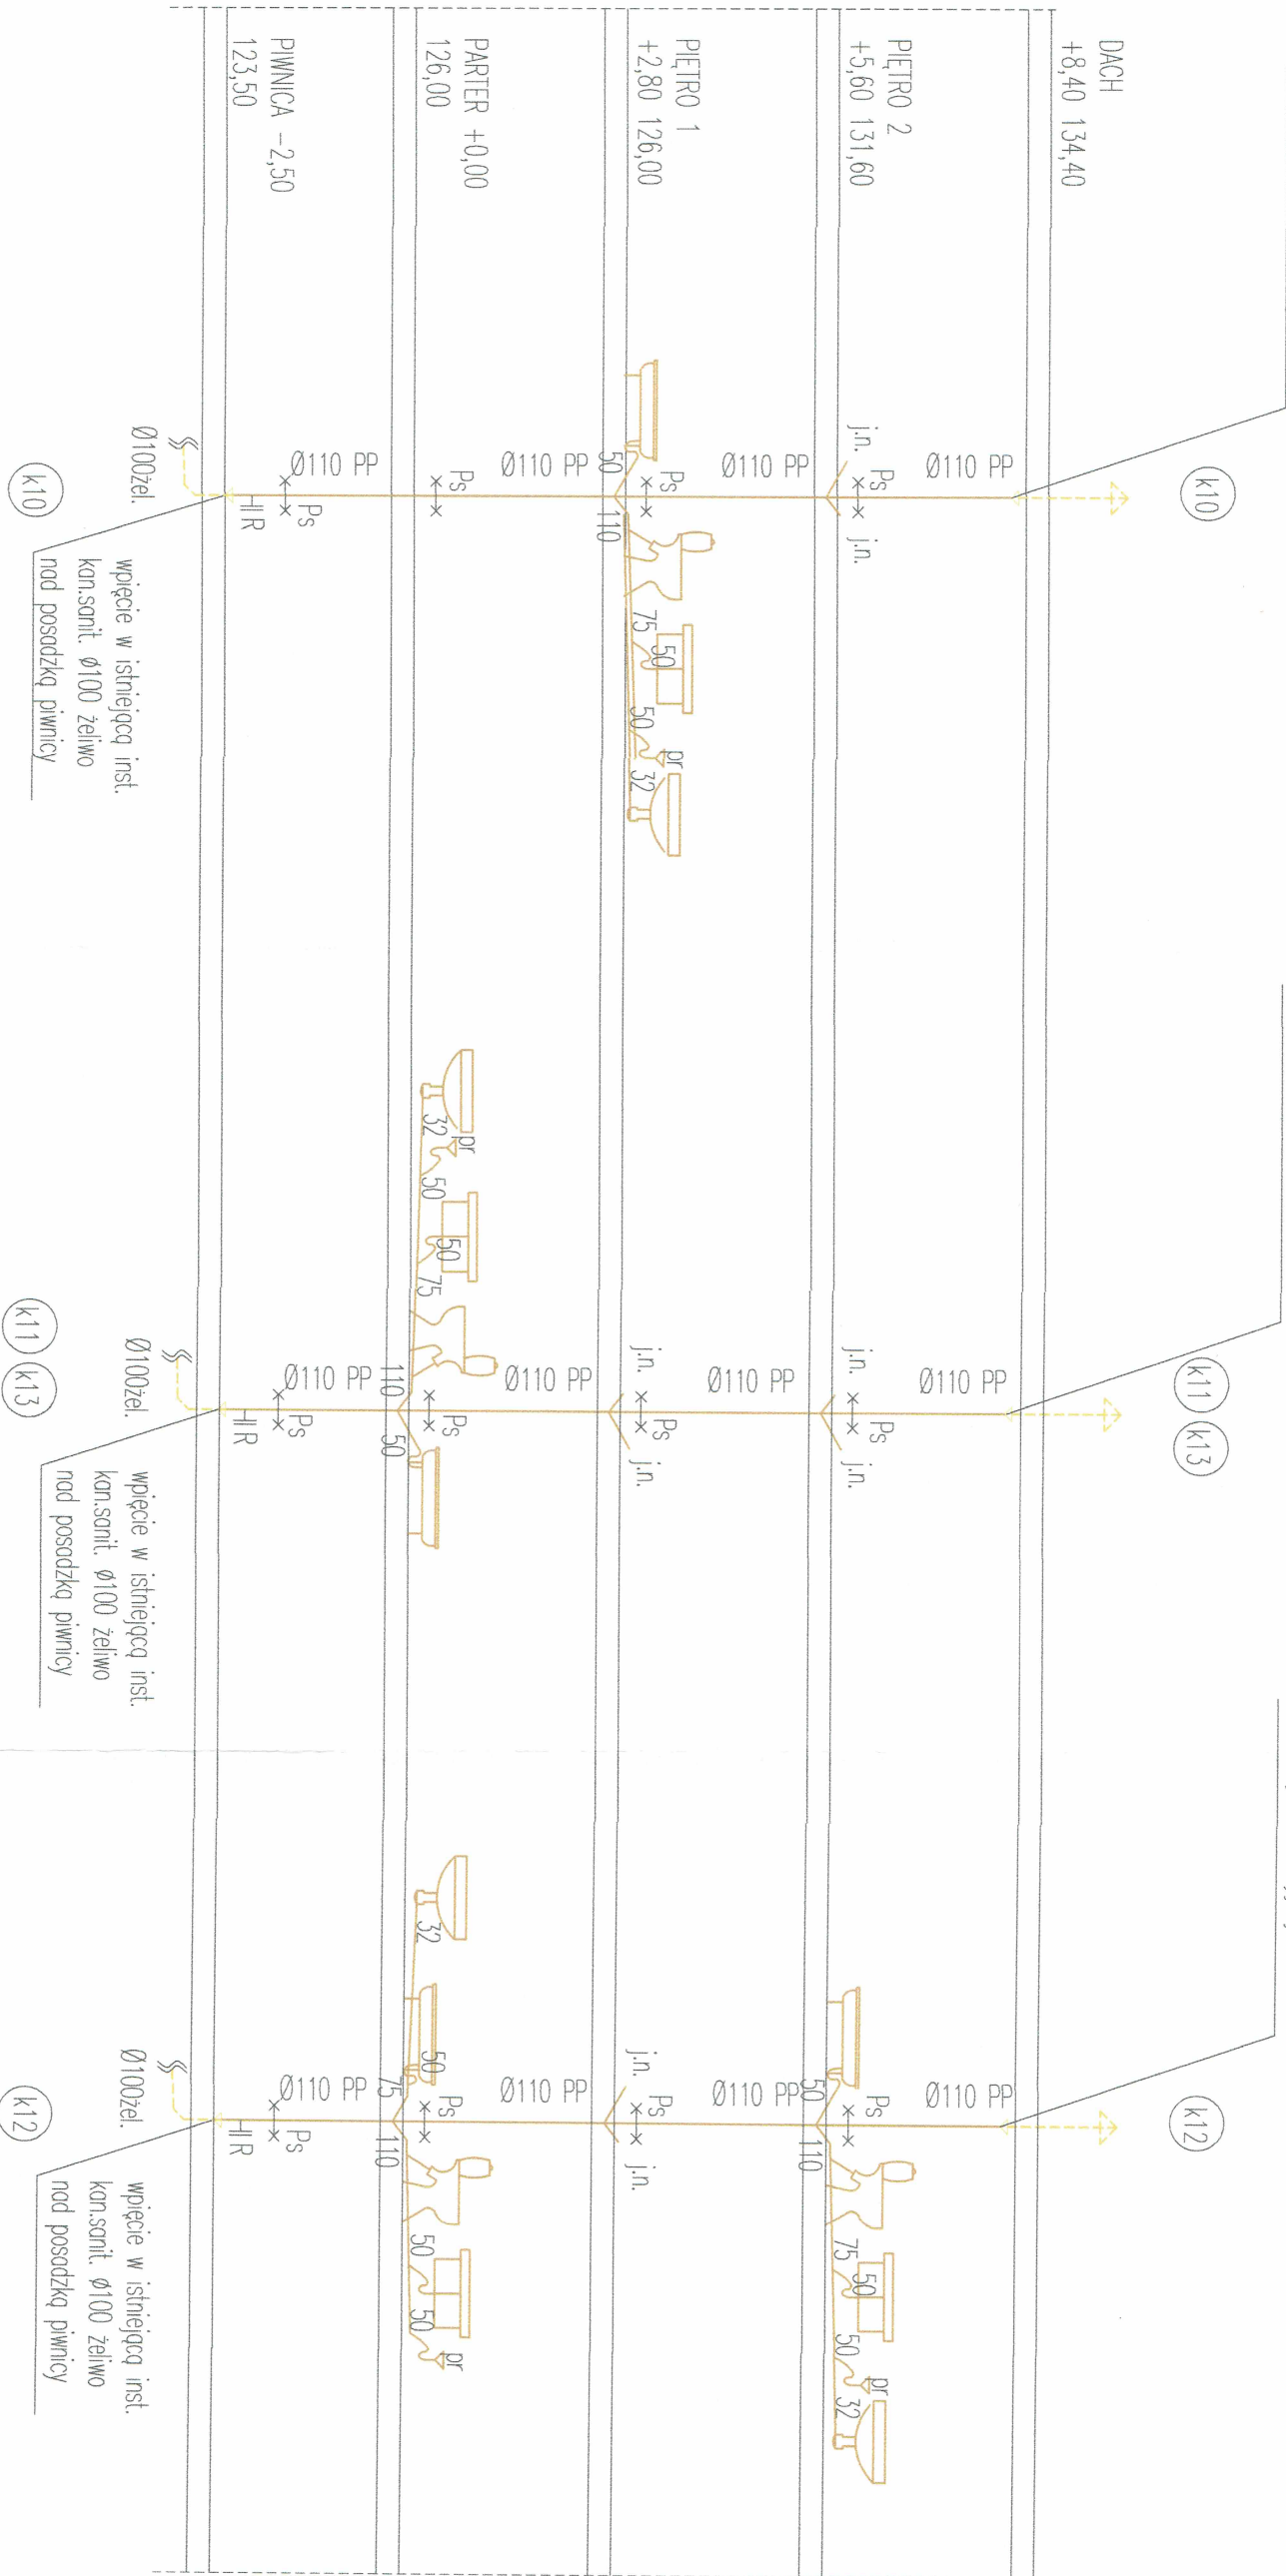 k10
k11
k13
k12
DACH
+8,40 134,40
Ø110 PP
Ø110 PP
Ø110 PP
PIĘTRO 2
+5,60 131,60
j.n.
Ps
j.n.
j.n.
Ps
j.n.
Ps
50
110
75
50
50
pr
32
Ø110 PP
Ø110 PP
Ø110 PP
PIĘTRO 1
+2,80 126,00
50
Ps
110
75
50
50
pr
32
j.n.
Ps
j.n.
j.n.
Ps
j.n.
Ø110 PP
Ø110 PP
Ø110 PP
PARTER +0,00
126,00
Ps
32
pr
50
50
75
110
Ps
50
32
50
75
Ps
110
50
50
pr
Ø110 PP
Ø110 PP
Ø110 PP
PIWNICA -2,50
123,50
Ps
R
Ps
R
Ps
R
Ø100żel.
Ø100żel.
Ø100żel.
wpięcie w istniejącą inst.
kan.sanit. Ø100 żeliwo
nad posadzką piwnicy
wpięcie w istniejącą inst.
kan.sanit. Ø100 żeliwo
nad posadzką piwnicy
wpięcie w istniejącą inst.
kan.sanit. Ø100 żeliwo
nad posadzką piwnicy
k10
k11
k13
k12